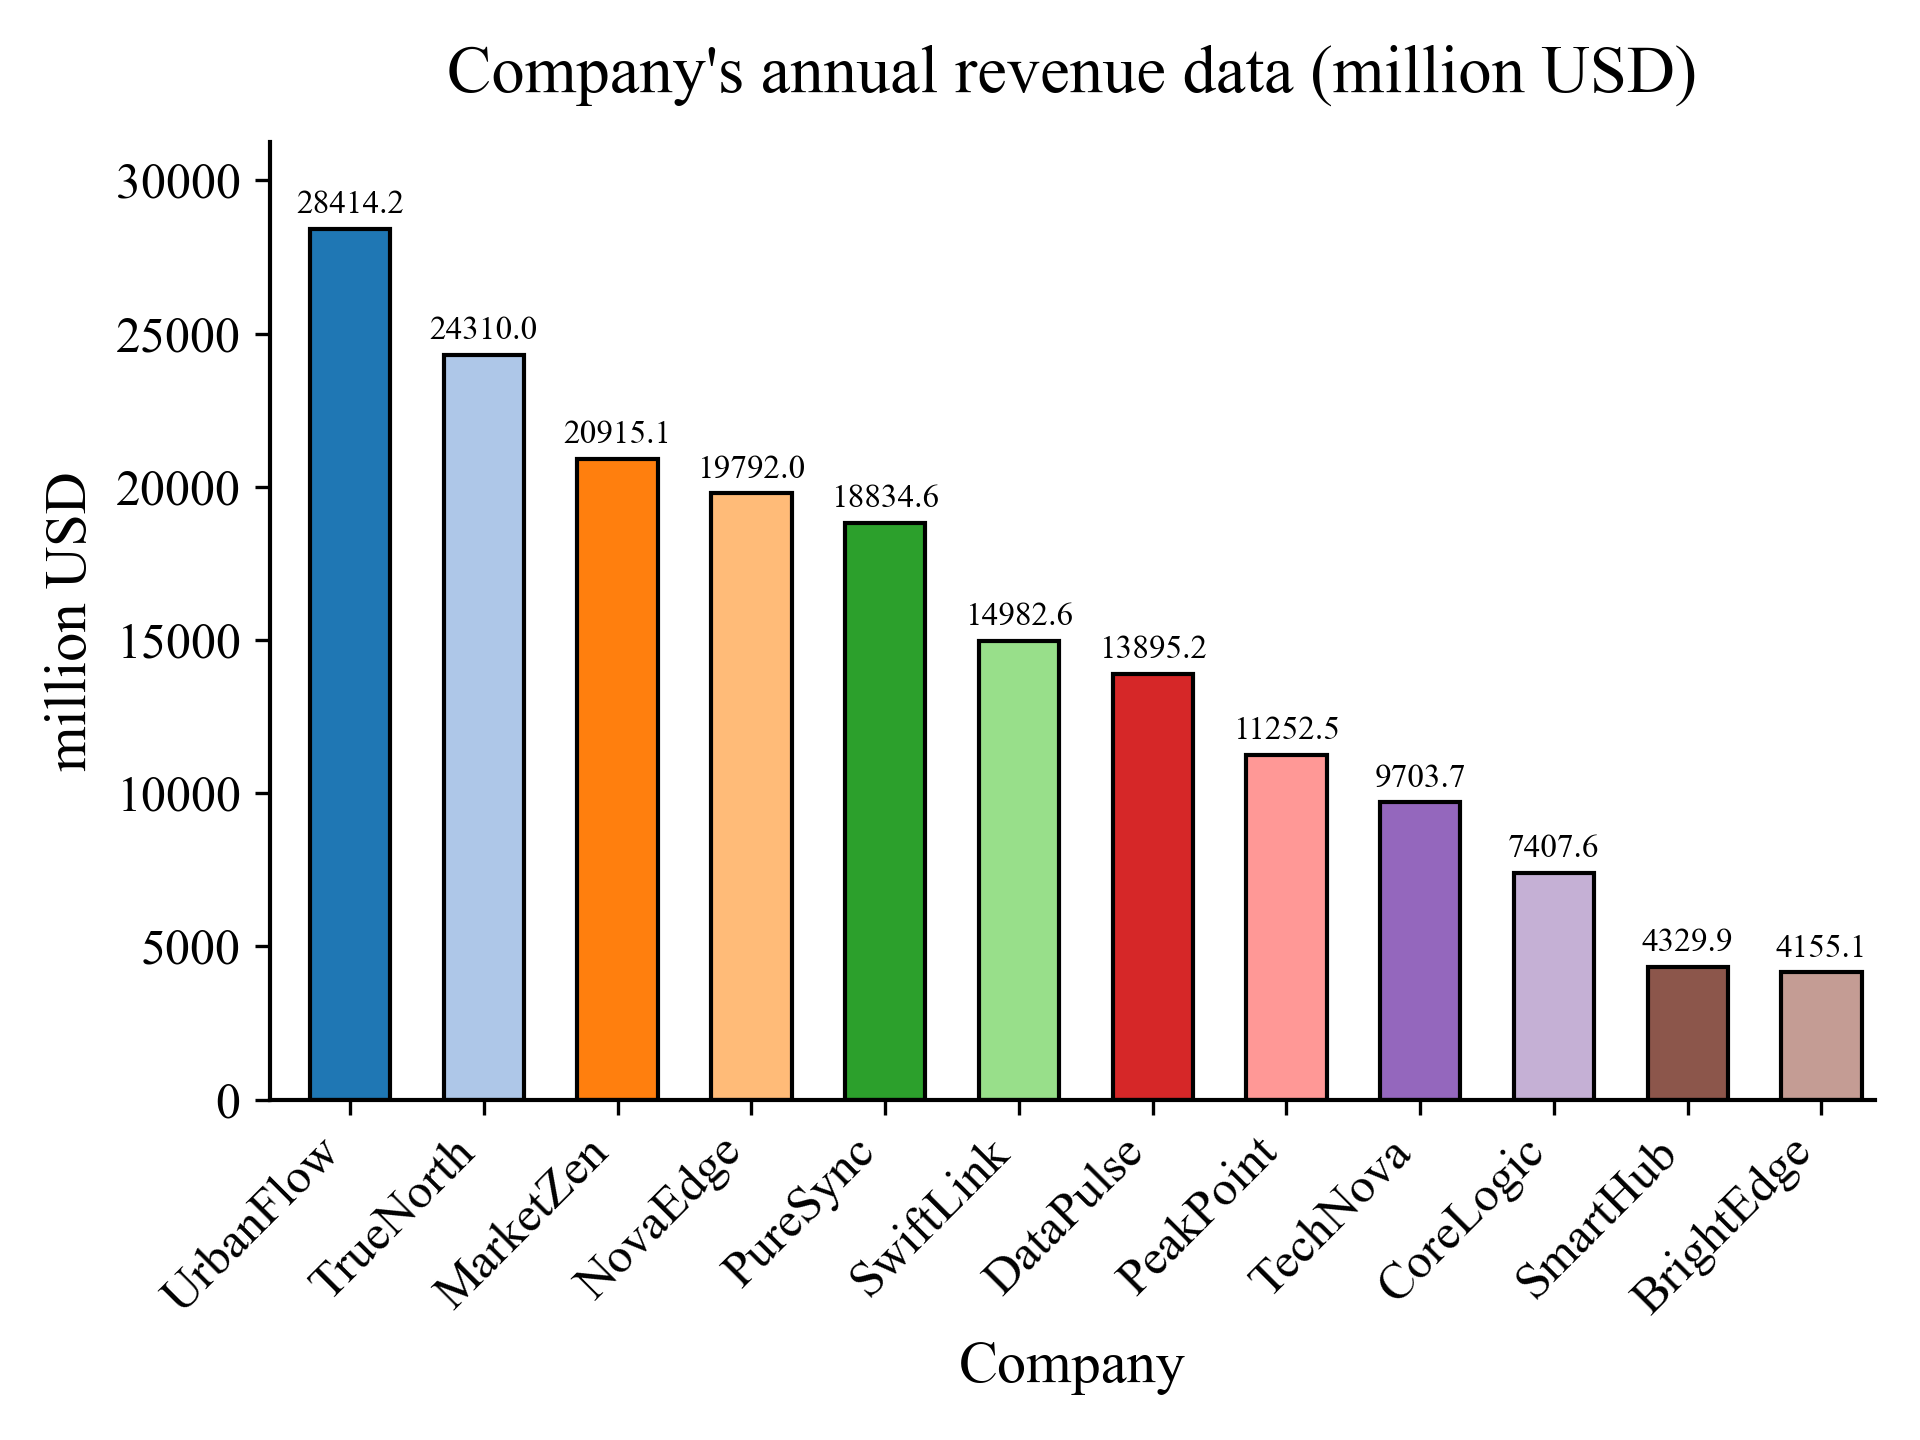 Company's annual revenue data (million USD)
million USD
30000
25000
20000
15000
10000
5000
0
28414.2
24310.0
20915.1
19792.0
18834.6
14982.6
13895.2
11252.5
9703.7
7407.6
4329.9
4155.1
UrbanFlow
TrueNorth
MarketZen
NovaEdge
PureSync
SwiftLink
DataPulse
PeakPoint
TechNova
CoreLogic
SmartHub
BrightEdge
Company